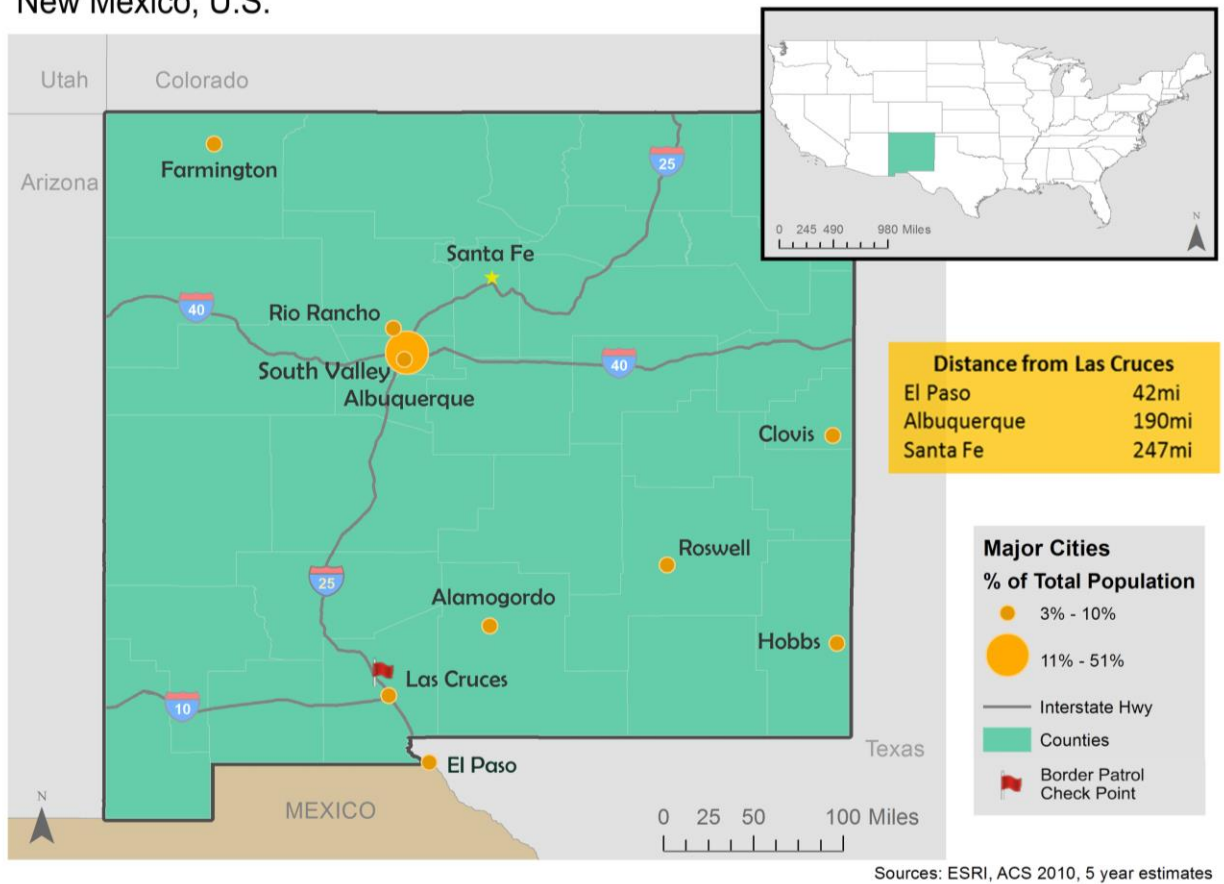 New Mexico, U.S.
Utah
Colorado
Arizona
Farmington
25
Santa Fe
40
Rio Rancho
South Valley
Albuquerque
40
Clovis
Roswell
25
Alamogordo
Hobbs
Las Cruces
10
El Paso
Texas
MEXICO
N
0 25 50 100 Miles
0 245 490 980 Miles
N
Distance from Las Cruces
El Paso 42mi
Albuquerque 190mi
Santa Fe 247mi
Major Cities
% of Total Population
3% - 10%
11% - 51%
Interstate Hwy
Counties
Border Patrol
Check Point
Sources: ESRI, ACS 2010, 5 year estimates